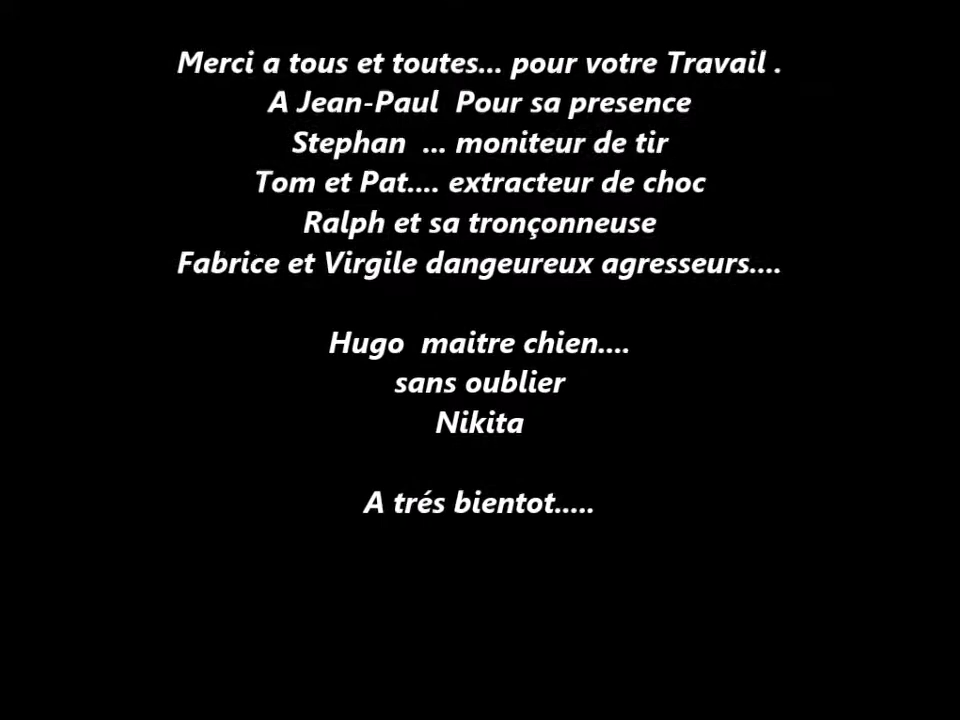 Merci a tous et toutes... pour votre Travail .
A Jean-Paul  Pour sa presence
Stephan  ... moniteur de tir
Tom et Pat.... extracteur de choc
Ralph et sa tronçonneuse
Fabrice et Virgile dangeureux agresseurs....
Hugo  maitre chien....
sans oublier
Nikita
A trés bientot.....